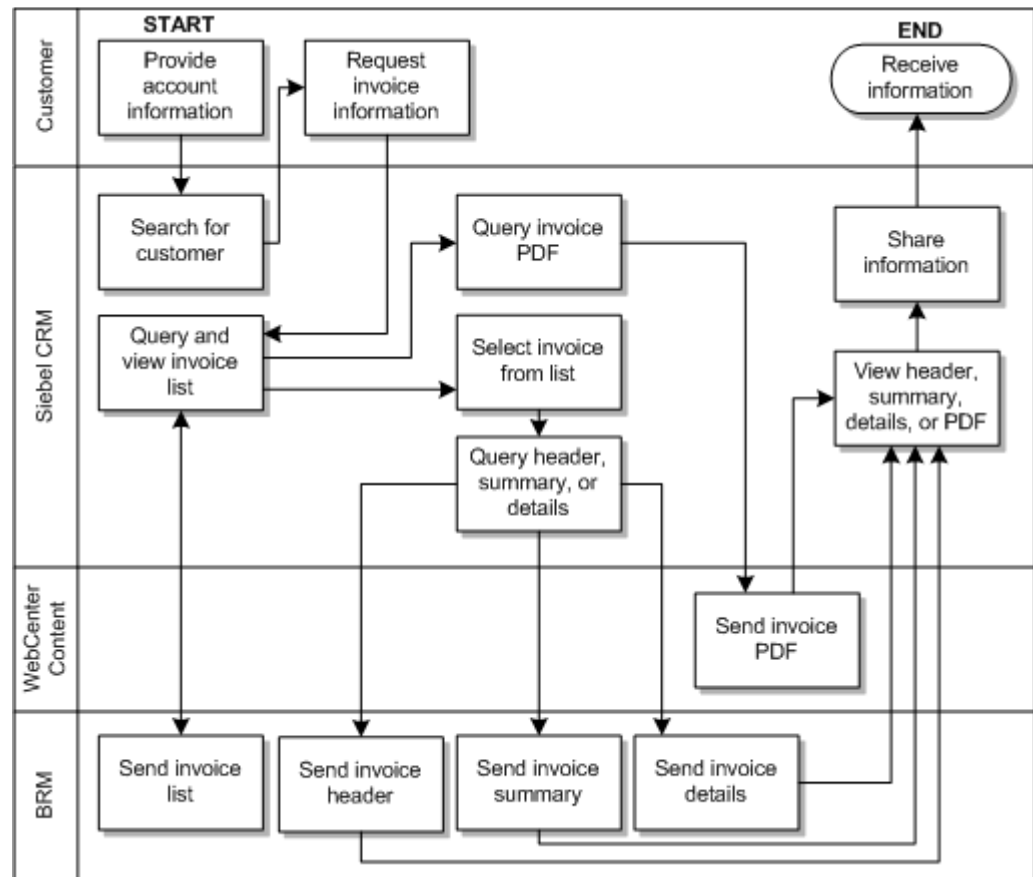 START
END
Customer
Provide
account
information
Request
invoice
information
Receive
information
Siebel CRM
Search for
customer
Query invoice
PDF
Share
information
Query and
view invoice
list
Select invoice
from list
View header,
summary,
details, or PDF
Query header,
summary, or
details
WebCenter
Content
Send invoice
PDF
BRM
Send invoice
list
Send invoice
header
Send invoice
summary
Send invoice
details